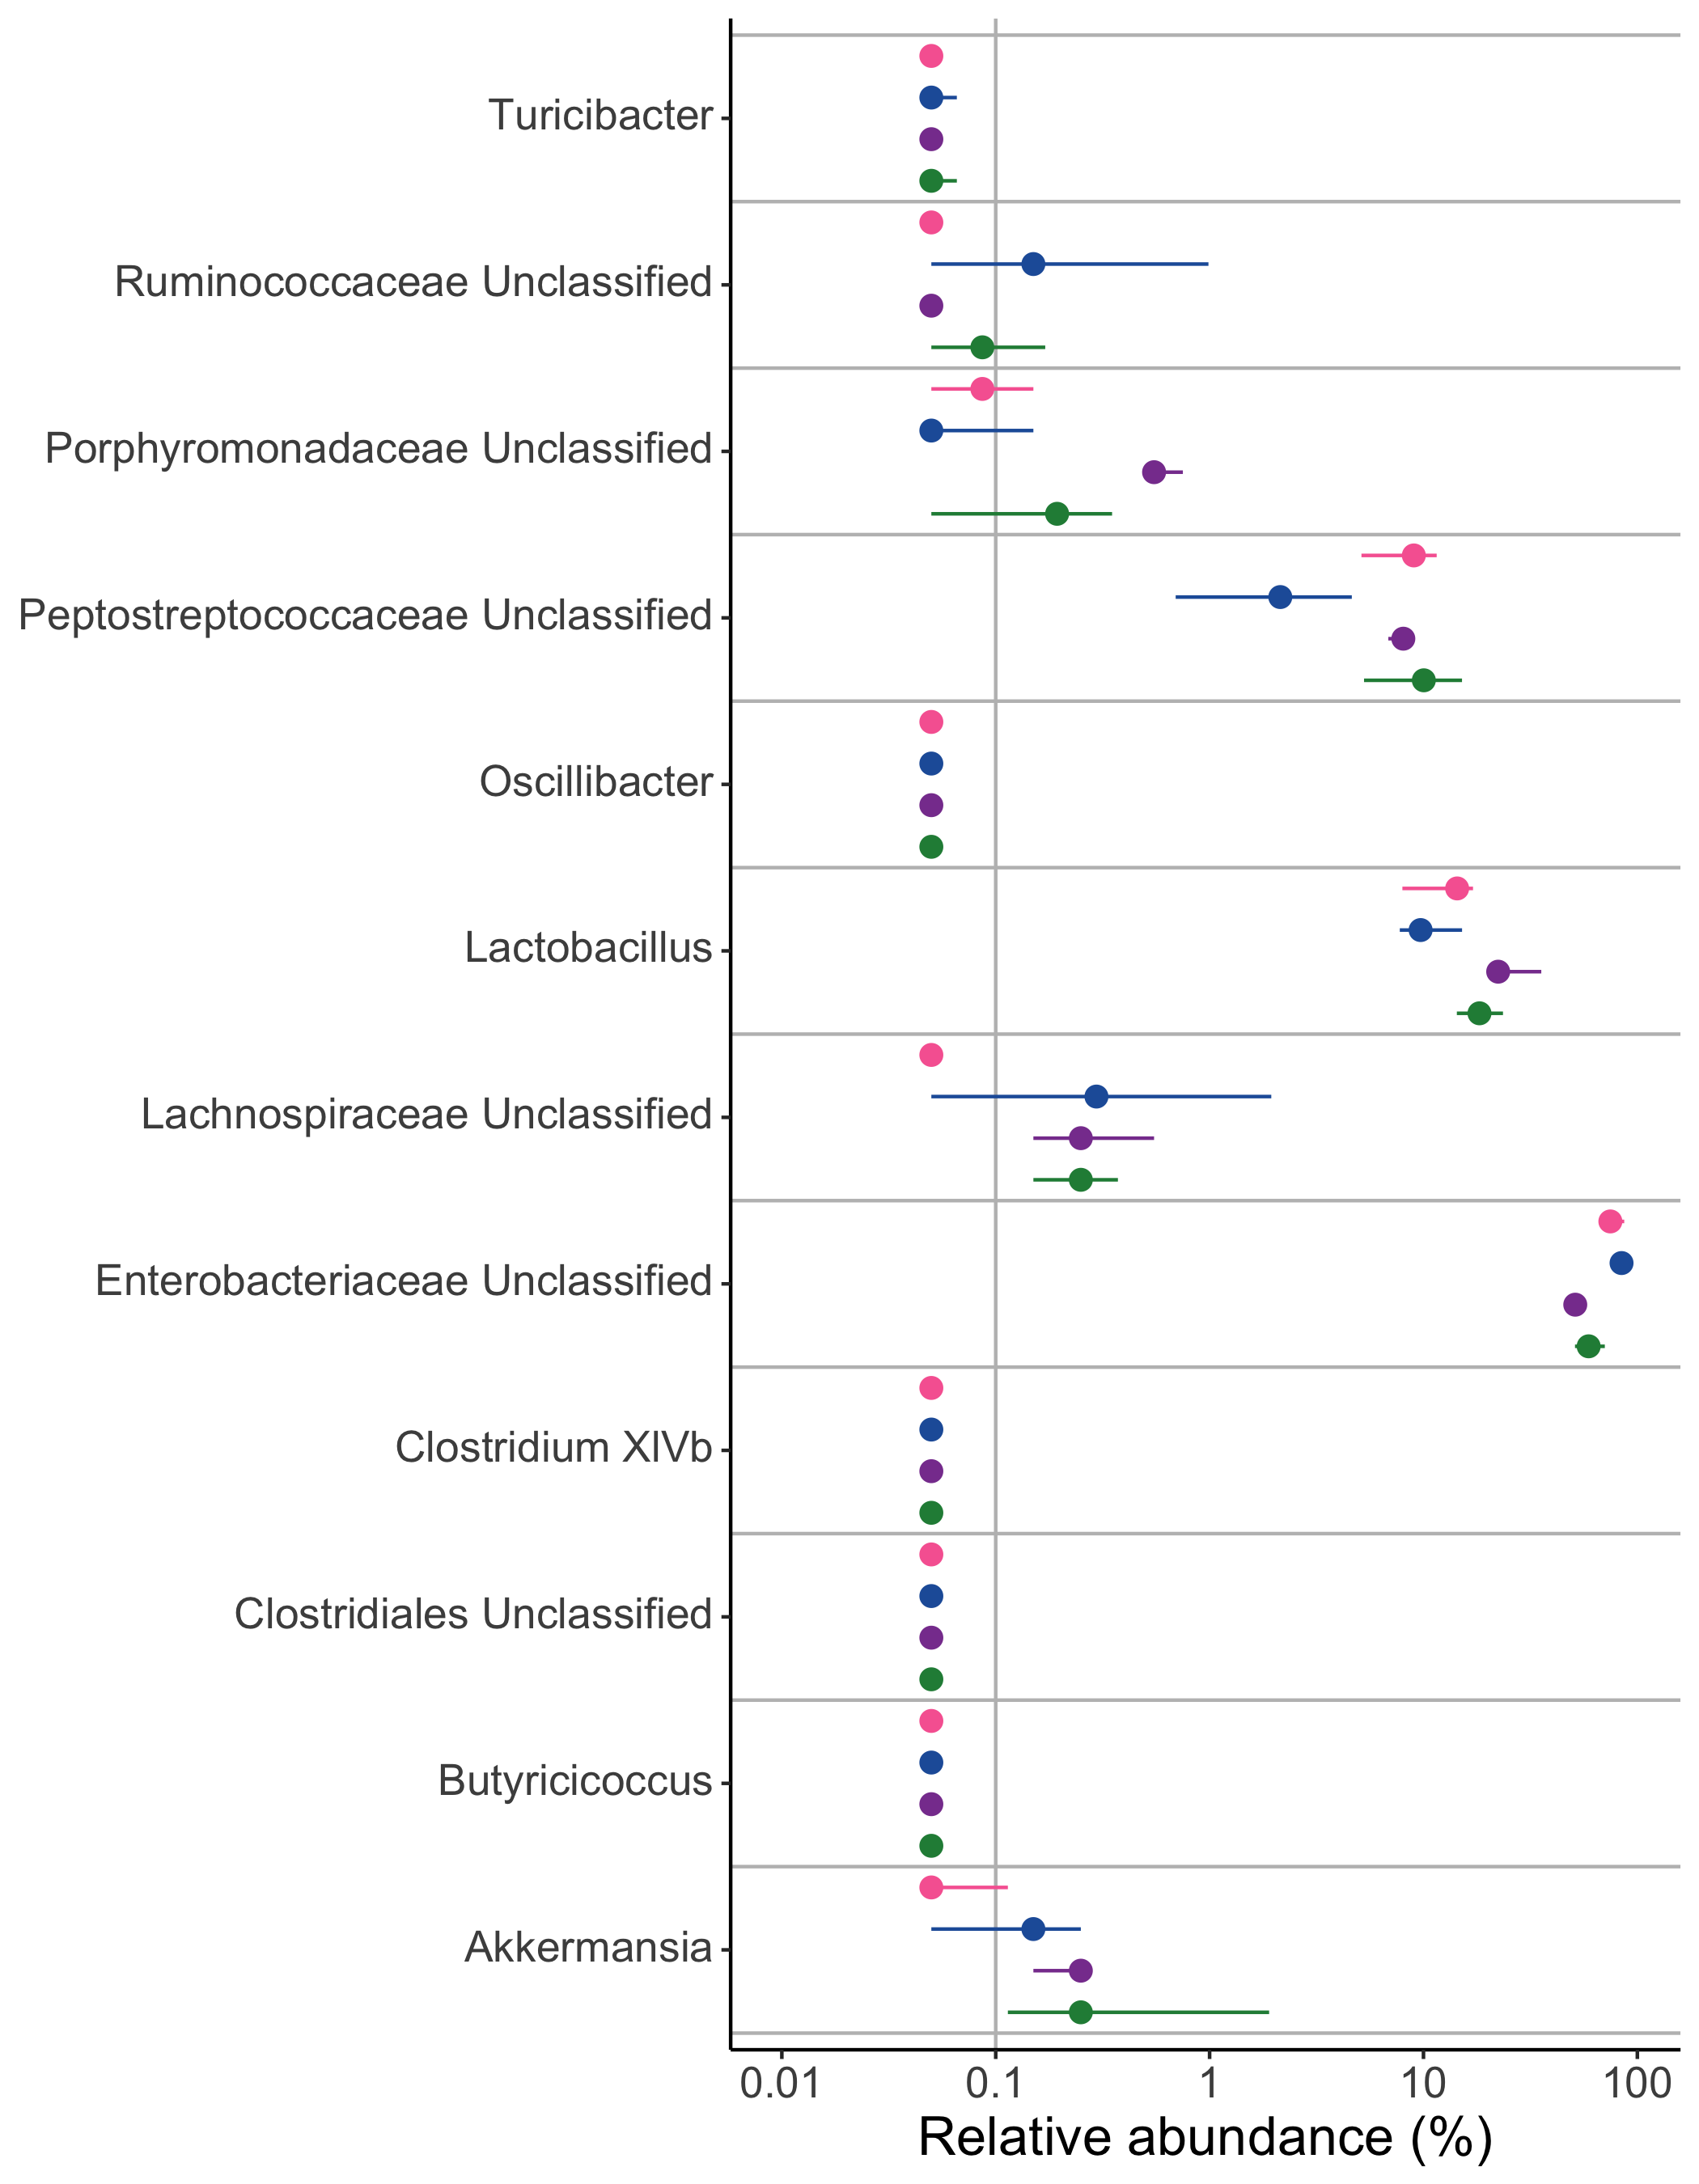 Turicibacter
Ruminococcaceae Unclassified
Porphyromonadaceae Unclassified
Peptostreptococcaceae Unclassified
Oscillibacter
Lactobacillus
Lachnospiraceae Unclassified
Enterobacteriaceae Unclassified
Clostridium XlVb
Clostridiales Unclassified
Butyricicoccus
Akkermansia
0.01 0.1 1 10 100
Relative abundance (%)